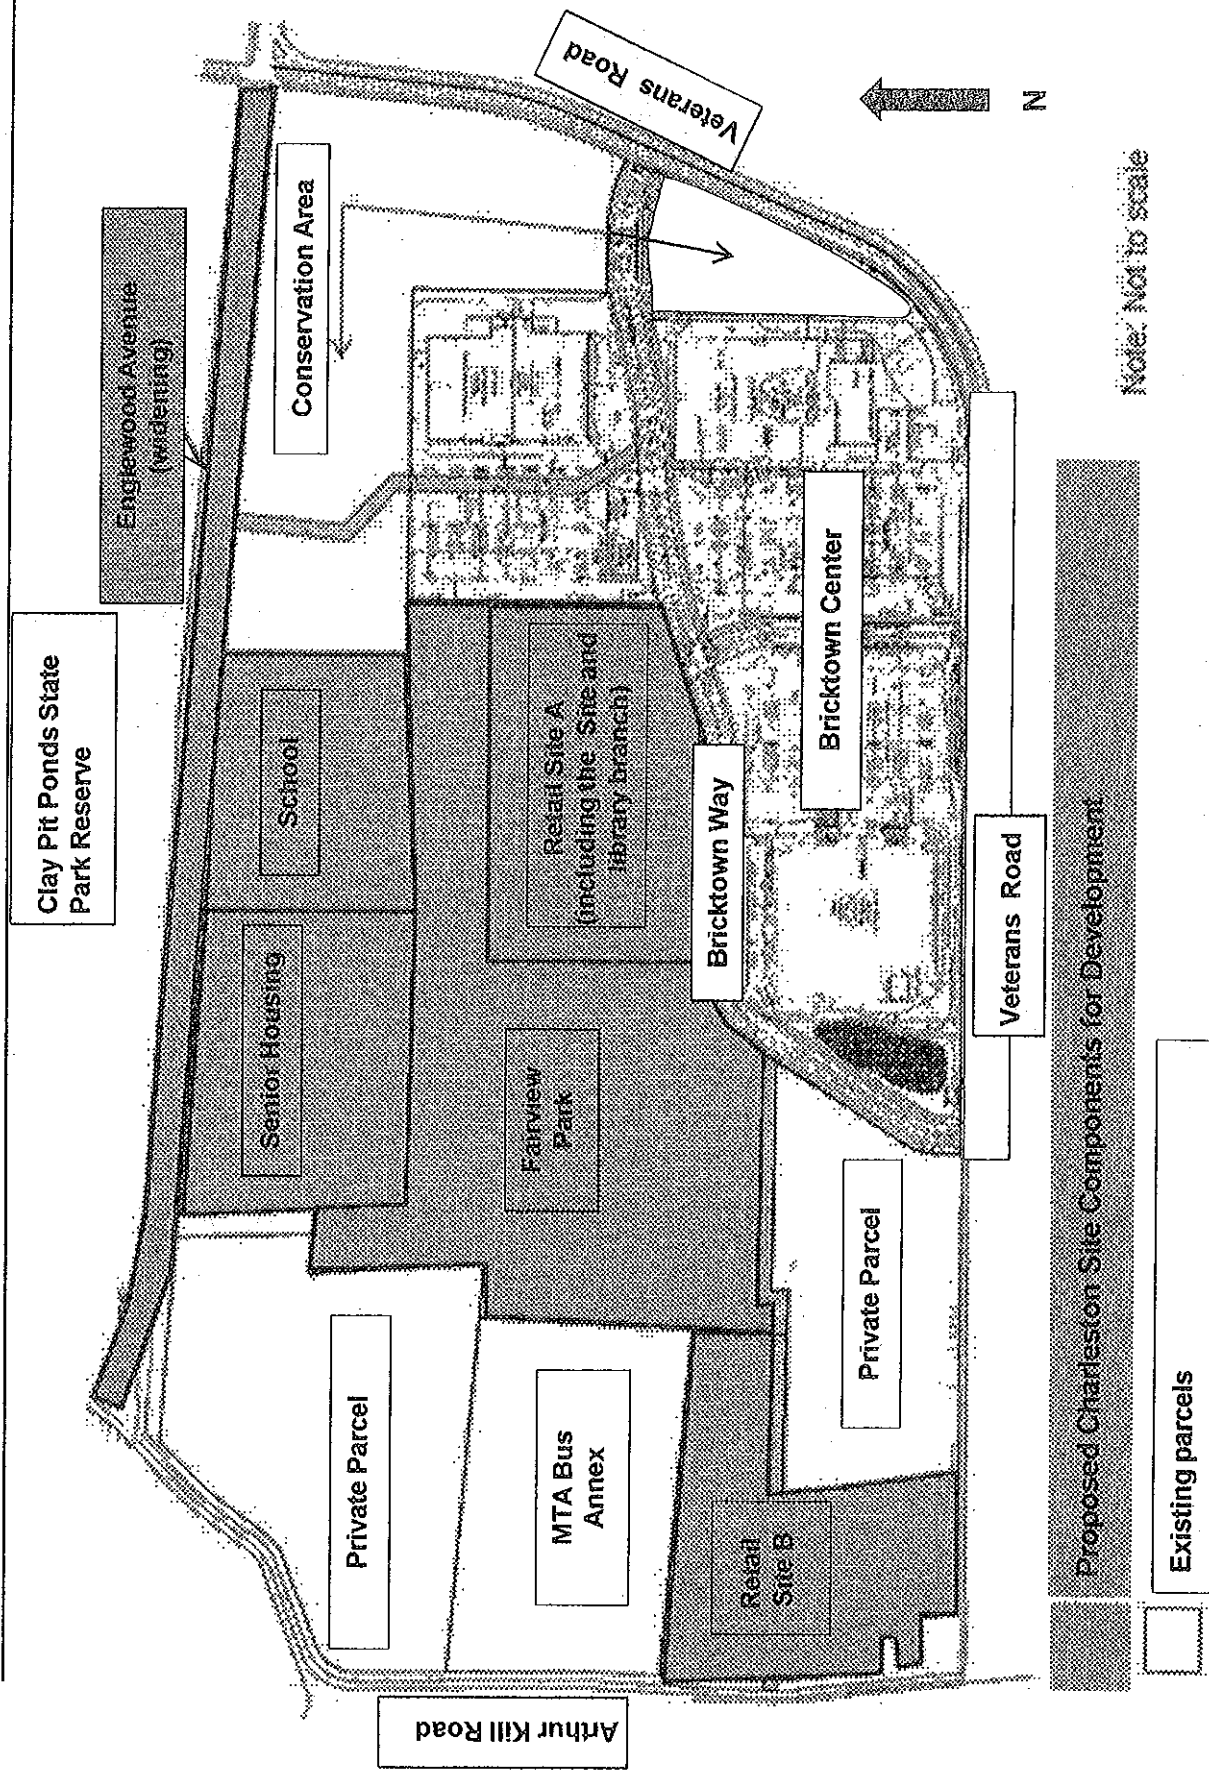 Clay Pit Ponds State
Park Reserve
Englewood Avenue
(widening)
Conservation Area
School
Senior Housing
Private Parcel
Retail Site A
(including the Site and
library branch)
Fairview
Park
MTA Bus
Annex
Arthur Kill Road
Veterans Road
Bricktown Way
Bricktown Center
Retail
Site B
Private Parcel
Veterans Road
N
Note: Not to scale
Proposed Charleston Site Components for Development
Existing parcels